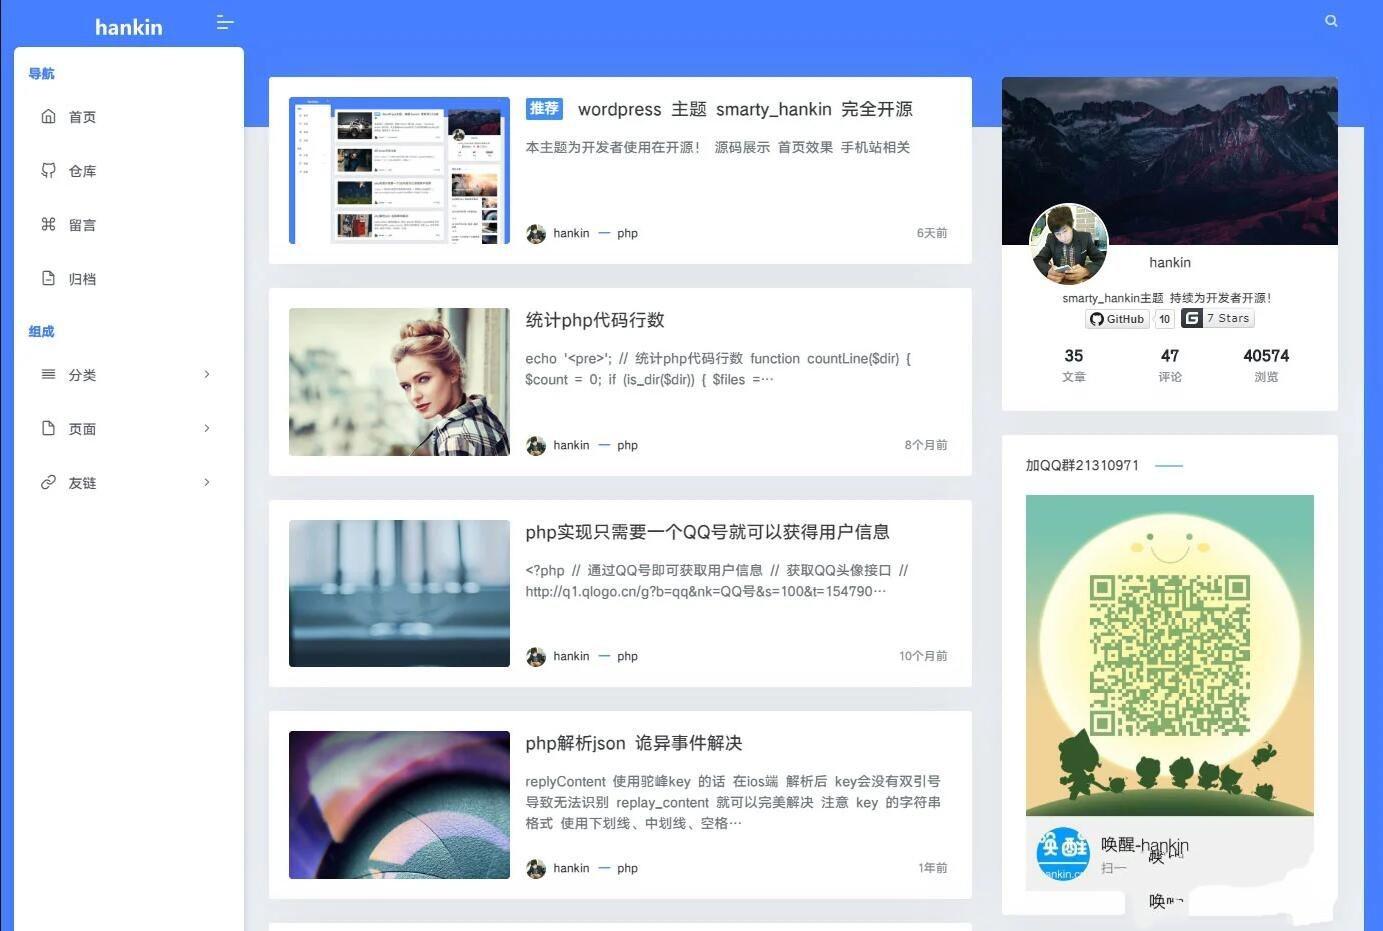 hankin
导航
首页
仓库
留言
归档
组成
分类
页面
友链
推荐 wordpress 主题 smarty_hankin 完全开源
本主题为开发者使用在开源！ 源码展示 首页效果 手机站相关
hankin — php
6天前
统计php代码行数
echo '<pre>'; // 统计php代码行数 function countLine($dir) {
$count = 0; if (is_dir($dir)) { $files =…
hankin — php
8个月前
php实现只需要一个QQ号就可以获得用户信息
<?php // 通过QQ号即可获取用户信息 // 获取QQ头像接口 //
http://q1.qlogo.cn/g?b=qq&nk=QQ号&s=100&t=154790…
hankin — php
10个月前
php解析json 诡异事件解决
replyContent 使用驼峰key 的话 在ios端 解析后 key会没有双引号
导致无法识别 replay_content 就可以完美解决 注意 key 的字符串
格式 使用下划线、中划线、空格…
hankin — php
1年前
hankin
smarty_hankin主题 持续为开发者开源！
GitHub 10 G 7 Stars
35 47 40574
文章 评论 浏览
加QQ群21310971
唤醒
hankin.c
唤醒-hankin
扫一
唤
唤